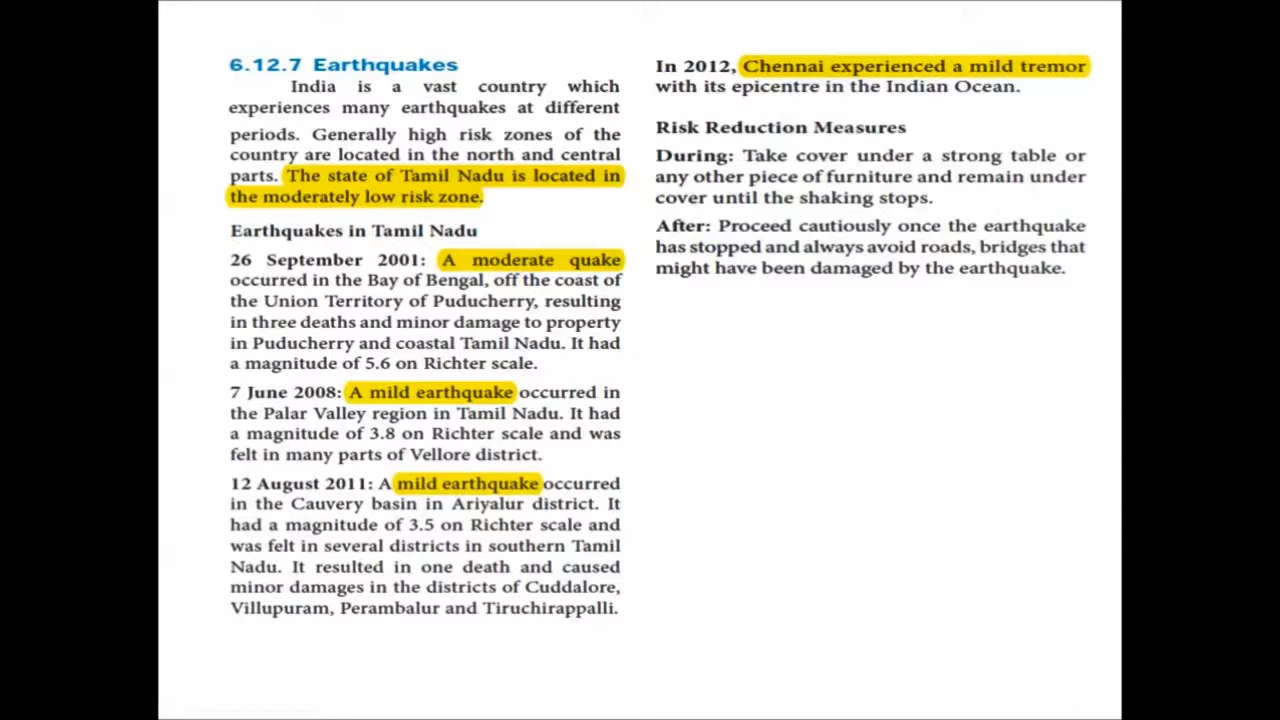 6.12.7 Earthquakes
India is a vast country which
experiences many earthquakes at different
periods. Generally high risk zones of the
country are located in the north and central
parts. The state of Tamil Nadu is located in
the moderately low risk zone.
Earthquakes in Tamil Nadu
26 September 2001: A moderate quake
occurred in the Bay of Bengal, off the coast of
the Union Territory of Puducherry, resulting
in three deaths and minor damage to property
in Puducherry and coastal Tamil Nadu. It had
a magnitude of 5.6 on Richter scale.
7 June 2008: A mild earthquake occurred in
the Palar Valley region in Tamil Nadu. It had
a magnitude of 3.8 on Richter scale and was
felt in many parts of Vellore district.
12 August 2011: A mild earthquake occurred
in the Cauvery basin in Ariyalur district. It
had a magnitude of 3.5 on Richter scale and
was felt in several districts in southern Tamil
Nadu. It resulted in one death and caused
minor damages in the districts of Cuddalore,
Villupuram, Perambalur and Tiruchirappalli.
In 2012, Chennai experienced a mild tremor
with its epicentre in the Indian Ocean.
Risk Reduction Measures
During: Take cover under a strong table or
any other piece of furniture and remain under
cover until the shaking stops.
After: Proceed cautiously once the earthquake
has stopped and always avoid roads, bridges that
might have been damaged by the earthquake.